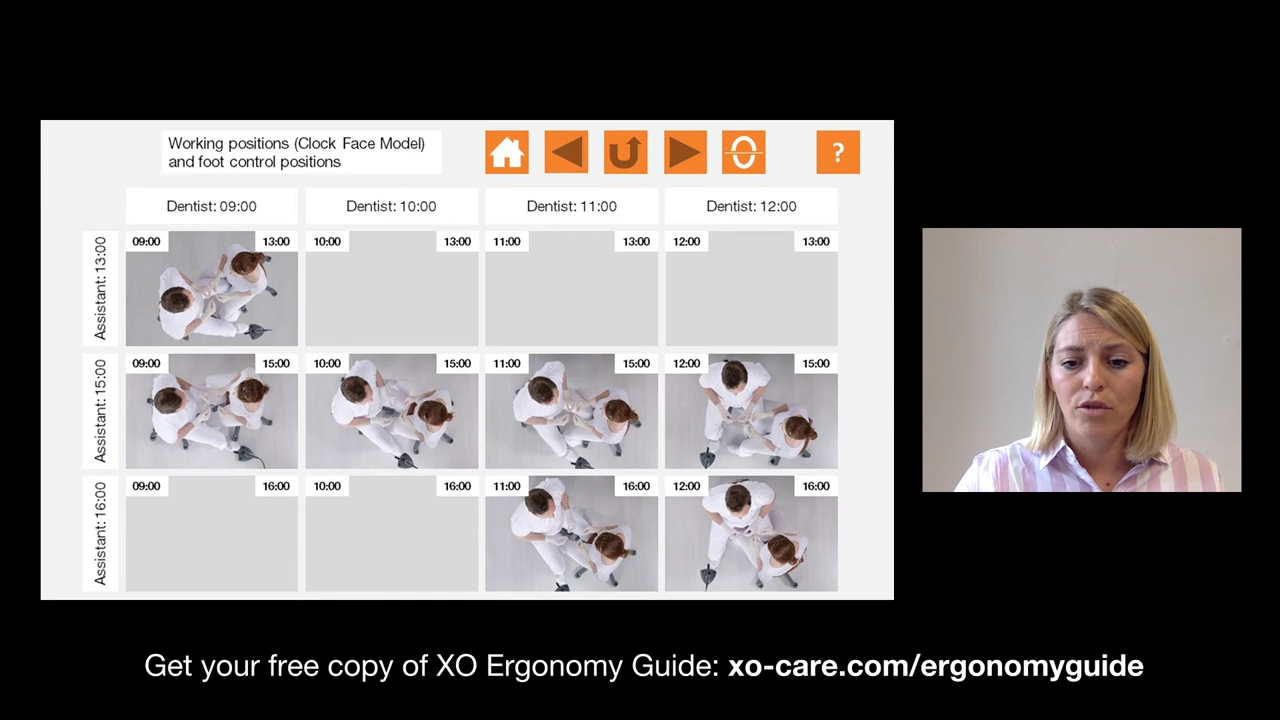 Working positions (Clock Face Model)
and foot control positions
?
Dentist: 09:00
Dentist: 10:00
Dentist: 11:00
Dentist: 12:00
Assistant: 13:00
09:00
13:00
10:00
13:00
11:00
13:00
12:00
13:00
Assistant: 15:00
09:00
15:00
10:00
15:00
11:00
15:00
12:00
15:00
Assistant: 16:00
09:00
16:00
10:00
16:00
11:00
16:00
12:00
16:00
Get your free copy of XO Ergonomy Guide: xo-care.com/ergonomyguide